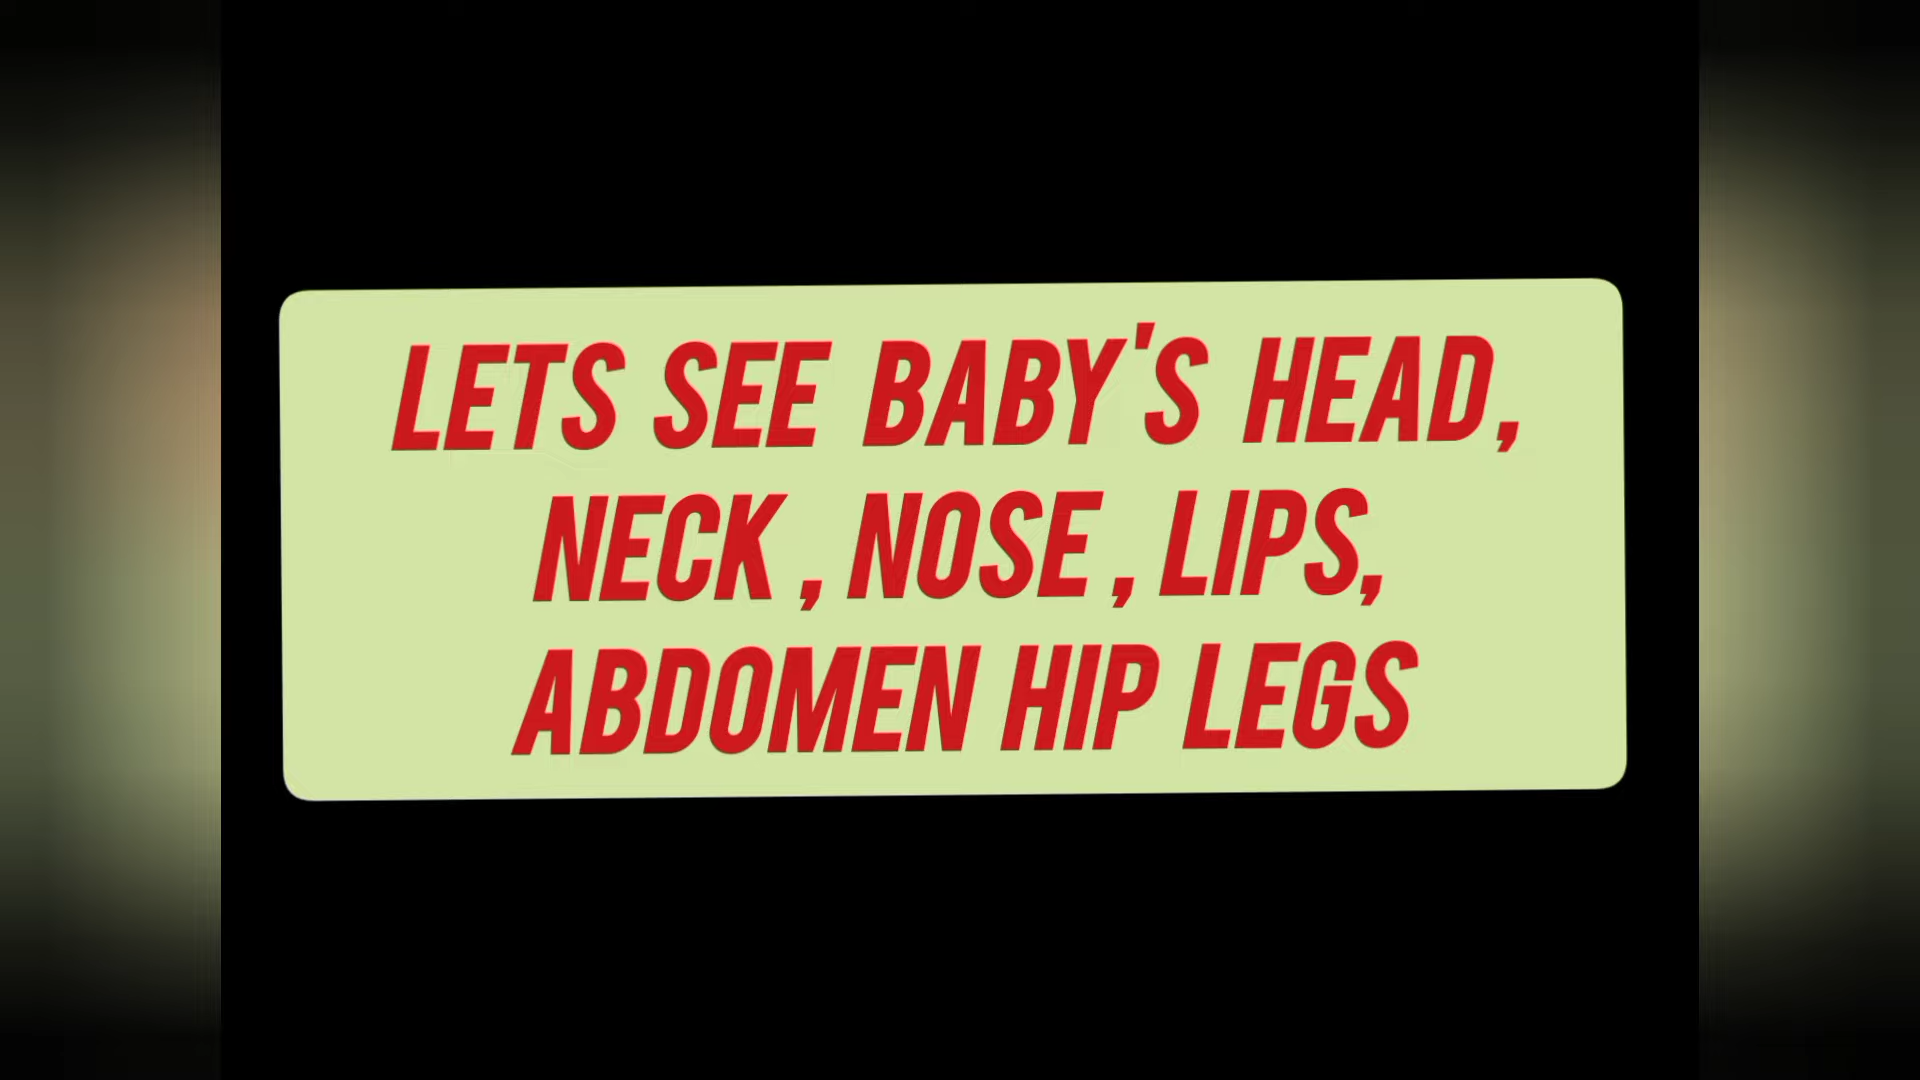 LETS SEE BABY'S HEAD,
NECK , NOSE , LIPS,
ABDOMEN HIP LEGS